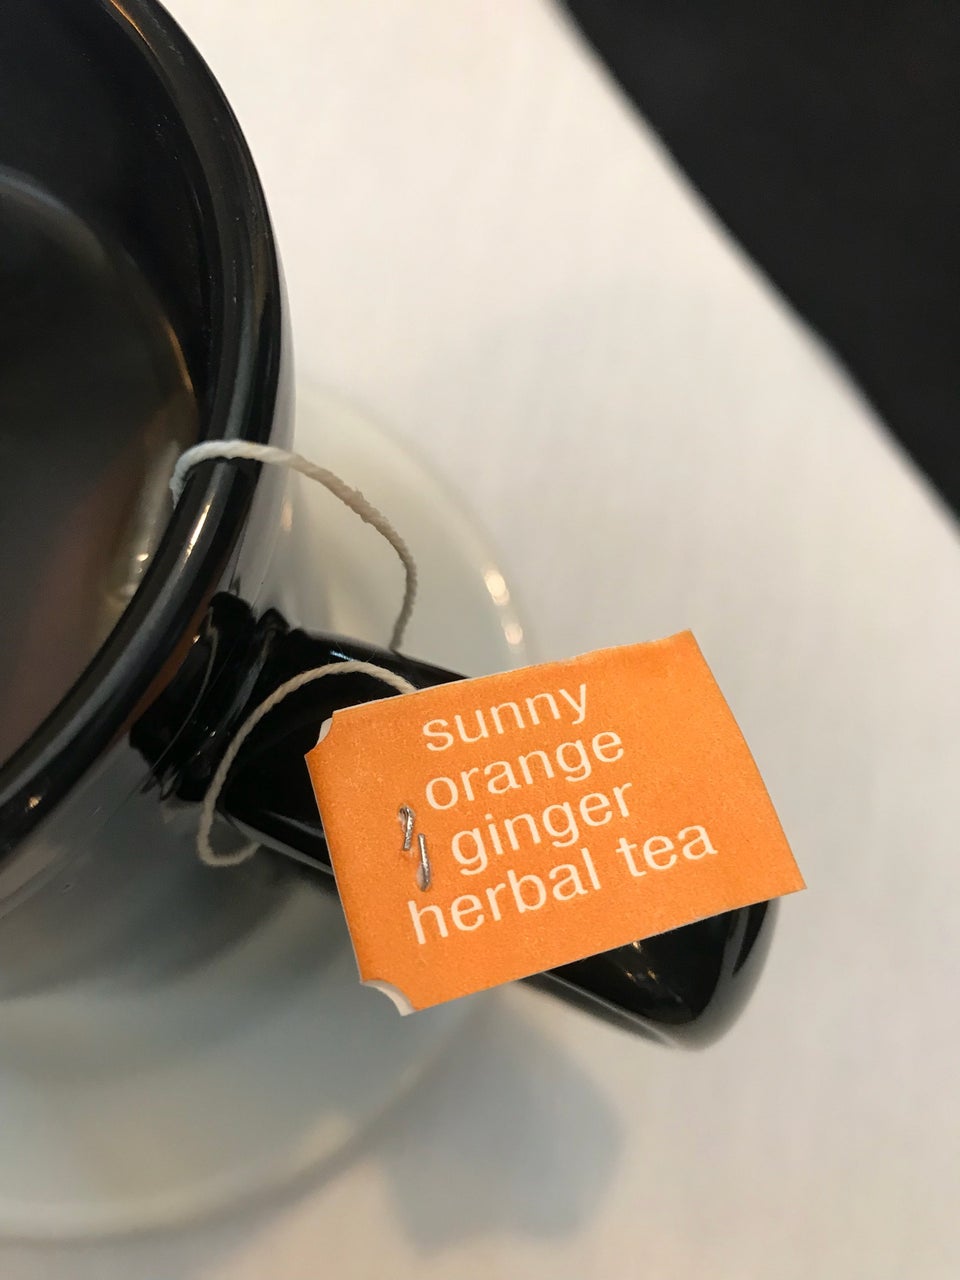 sunny
orange
ginger
herbal tea